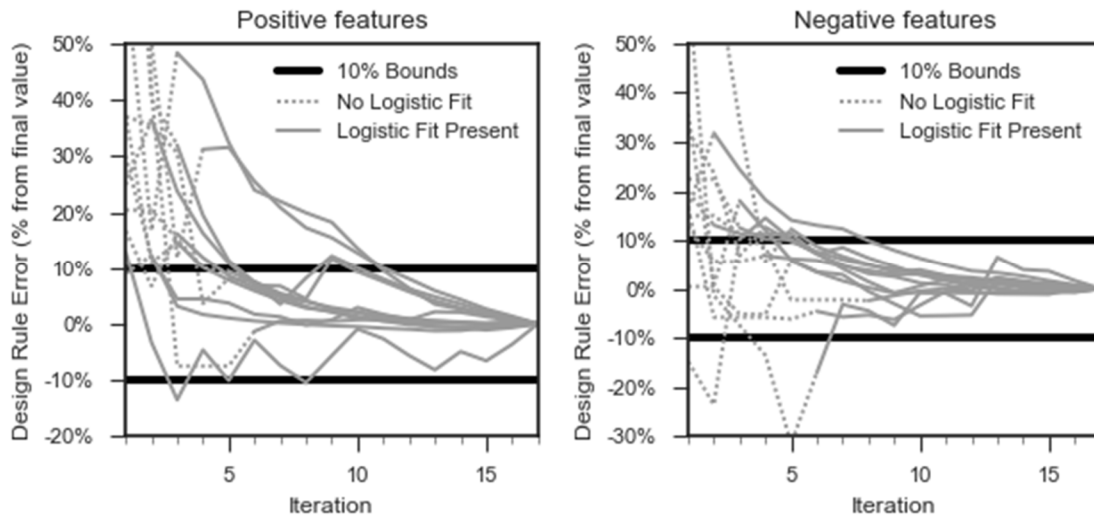 Positive features
Design Rule Error (% from final value)
50%
40%
30%
20%
10%
0%
-10%
-20%
10% Bounds
No Logistic Fit
Logistic Fit Present
5
10
15
Iteration
Negative features
Design Rule Error (% from final value)
50%
40%
30%
20%
10%
0%
-10%
-20%
-30%
10% Bounds
No Logistic Fit
Logistic Fit Present
5
10
15
Iteration